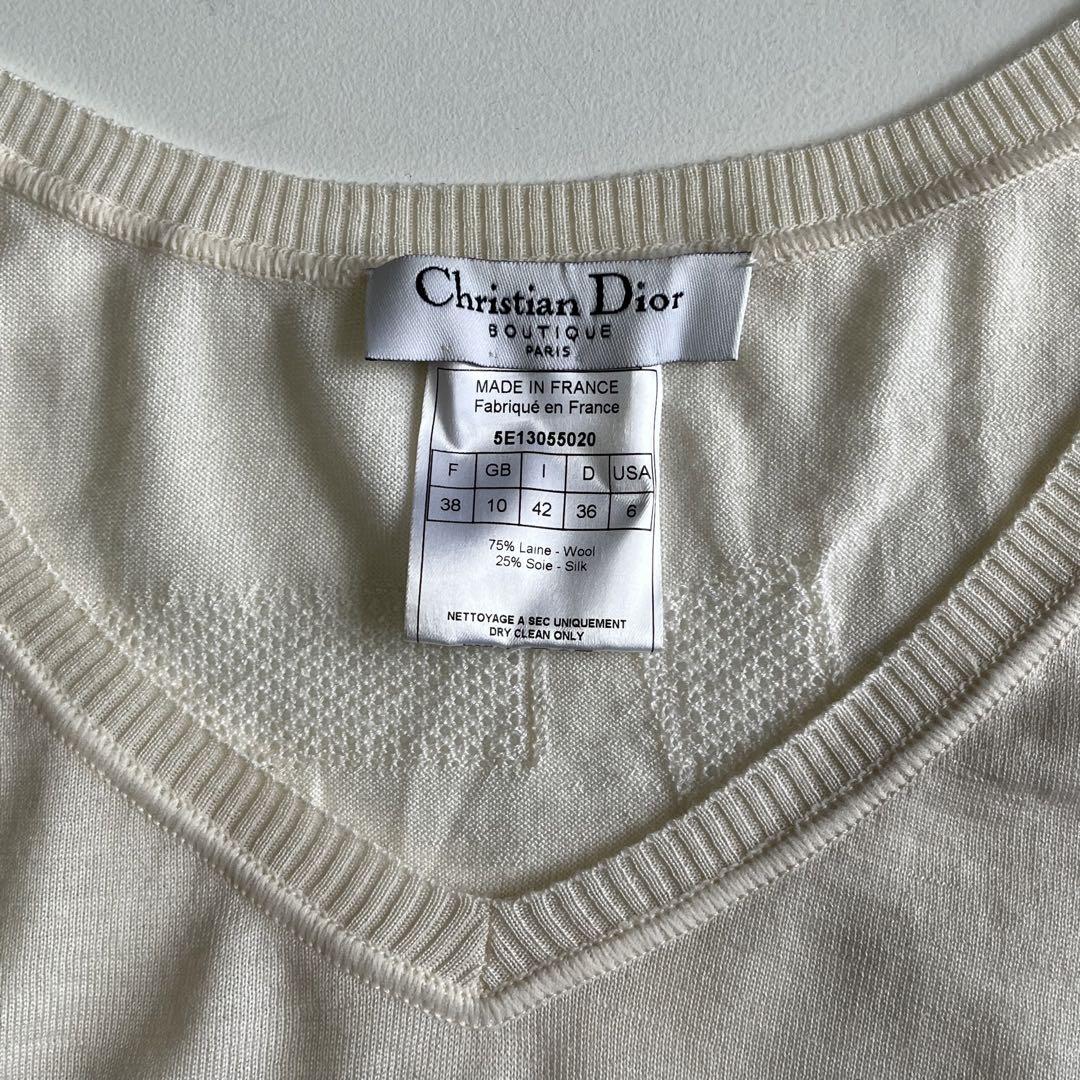 Christian Dior
BOUTIQUE
PARIS
MADE IN FRANCE
Fabriqué en France
5E13055020
F GB I D USA
38 10 42 36 6
75% Laine - Wool
25% Soie - Silk
NETTOYAGE A SEC UNIQUEMENT
DRY CLEAN ONLY